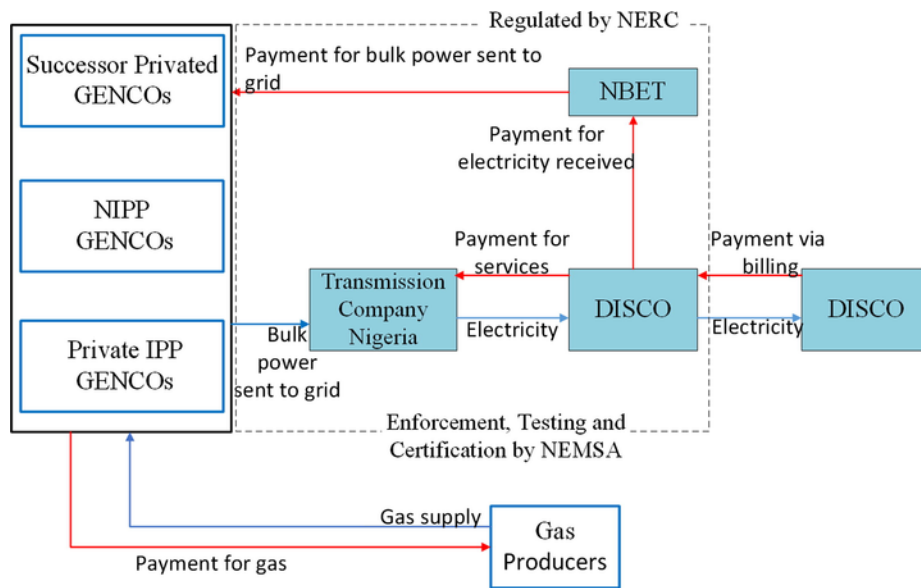 Regulated by NERC
Successor Privated
GENCOs
Payment for bulk power sent to
grid
NBET
Payment for
electricity received
NIPP
GENCOs
Payment for
services
Payment via
billing
Transmission
Company
Nigeria
DISCO
DISCO
Electricity
Electricity
Private IPP
GENCOs
Bulk
power
sent to grid
Enforcement, Testing and
Certification by NEMSA
Gas supply
Gas
Producers
Payment for gas